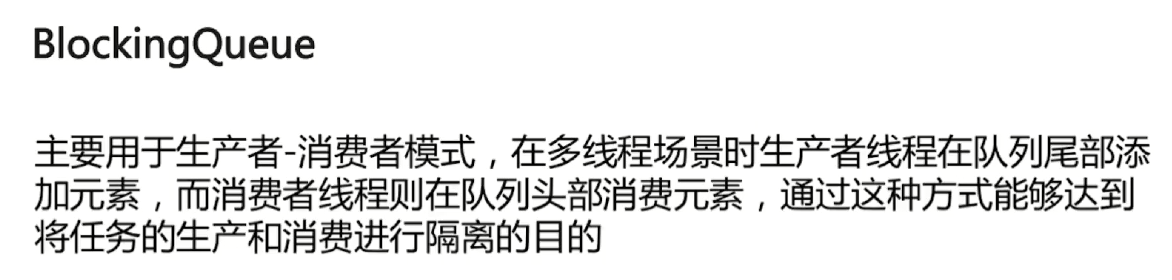 BlockingQueue
主要用于生产者-消费者模式，在多线程场景时生产者线程在队列尾部添
加元素，而消费者线程则在队列头部消费元素，通过这种方式能够达到
将任务的生产和消费进行隔离的目的